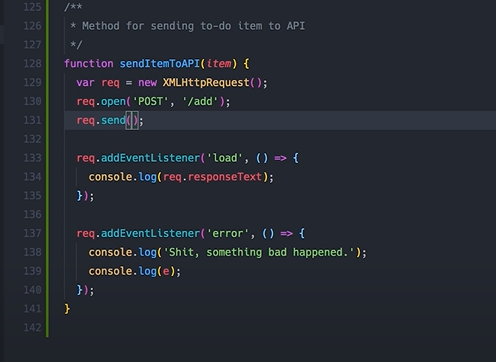 125 /**
126  * Method for sending to-do item to API
127  */
128 function sendItemToAPI(item) {
129   var req = new XMLHttpRequest();
130   req.open('POST', '/add');
131   req.send();
132
133   req.addEventListener('load', () => {
134     console.log(req.responseText);
135   });
136
137   req.addEventListener('error', () => {
138     console.log('Shit, something bad happened.');
139     console.log(e);
140   });
141 }
142